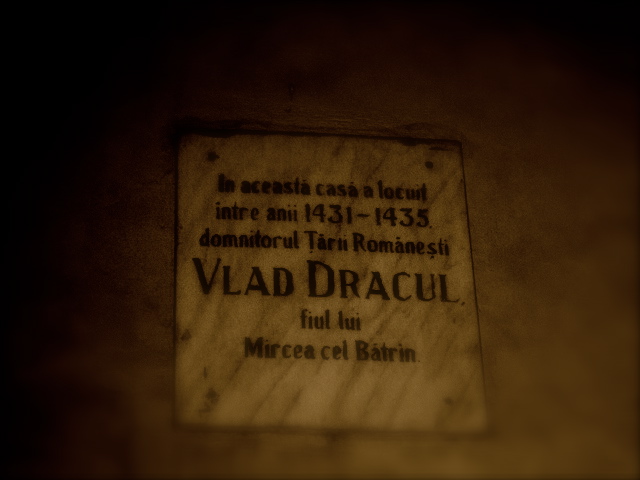 In această casă a locuit
între anii 1431-1435.
domnitorul Țării Românești
VLAD DRACUL,
fiul lui
Mircea cel Bătrîn